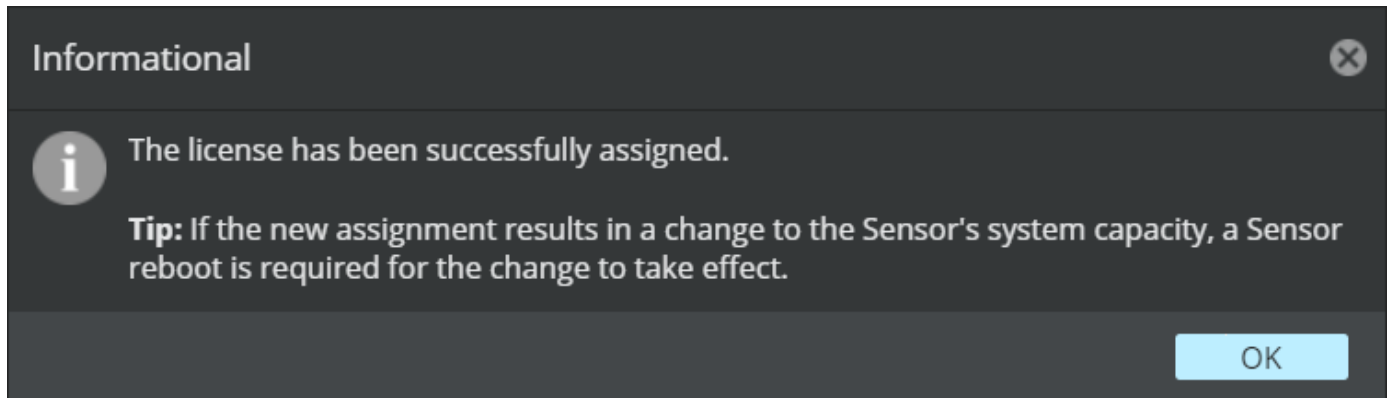 Informational
The license has been successfully assigned.
Tip: If the new assignment results in a change to the Sensor's system capacity, a Sensor
reboot is required for the change to take effect.
OK